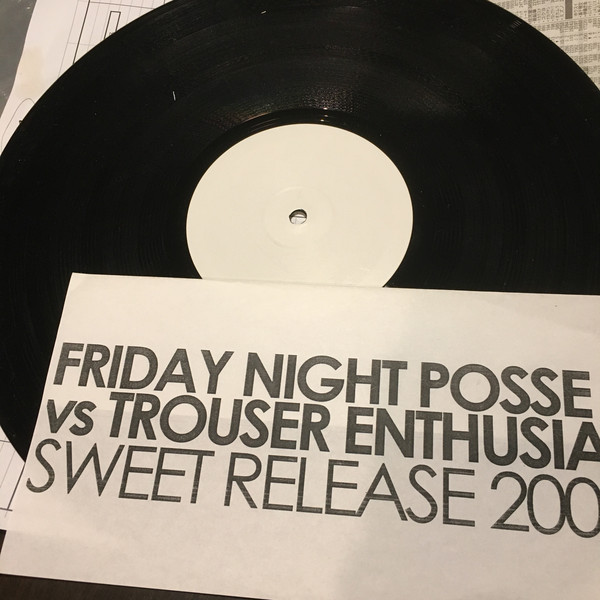 FRIDAY NIGHT POSSE
vs TROUSER ENTHUSIA
SWEET RELEASE 200